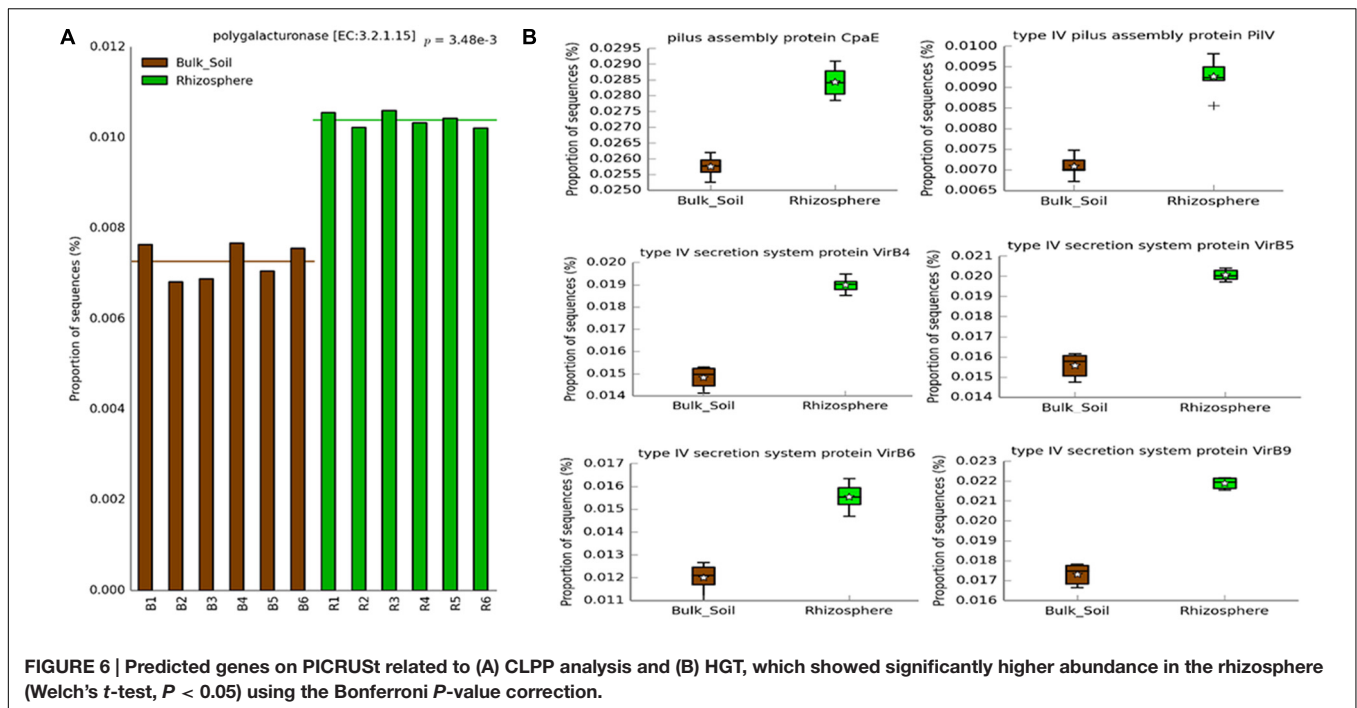 A
polygalacturonase [EC:3.2.1.15] p = 3.48e-3
Bulk_Soil
Rhizosphere
Proportion of sequences (%)
0.012
0.010
0.008
0.006
0.004
0.002
0.000
B1 B2 B3 B4 B5 B6 R1 R2 R3 R4 R5 R6
B
pilus assembly protein CpaE
Proportion of sequences (%)
0.0295
0.0290
0.0285
0.0280
0.0275
0.0270
0.0265
0.0260
0.0255
0.0250
Bulk_Soil Rhizosphere
type IV pilus assembly protein PilV
Proportion of sequences (%)
0.0100
0.0095
0.0090
0.0085
0.0080
0.0075
0.0070
0.0065
Bulk_Soil Rhizosphere
type IV secretion system protein VirB4
Proportion of sequences (%)
0.020
0.019
0.018
0.017
0.016
0.015
0.014
Bulk_Soil Rhizosphere
type IV secretion system protein VirB5
Proportion of sequences (%)
0.021
0.020
0.019
0.018
0.017
0.016
0.015
0.014
Bulk_Soil Rhizosphere
type IV secretion system protein VirB6
Proportion of sequences (%)
0.017
0.016
0.015
0.014
0.013
0.012
0.011
Bulk_Soil Rhizosphere
type IV secretion system protein VirB9
Proportion of sequences (%)
0.023
0.022
0.021
0.020
0.019
0.018
0.017
0.016
Bulk_Soil Rhizosphere
FIGURE 6 | Predicted genes on PICRUSt related to (A) CLPP analysis and (B) HGT, which showed significantly higher abundance in the rhizosphere
(Welch's t-test, P < 0.05) using the Bonferroni P-value correction.